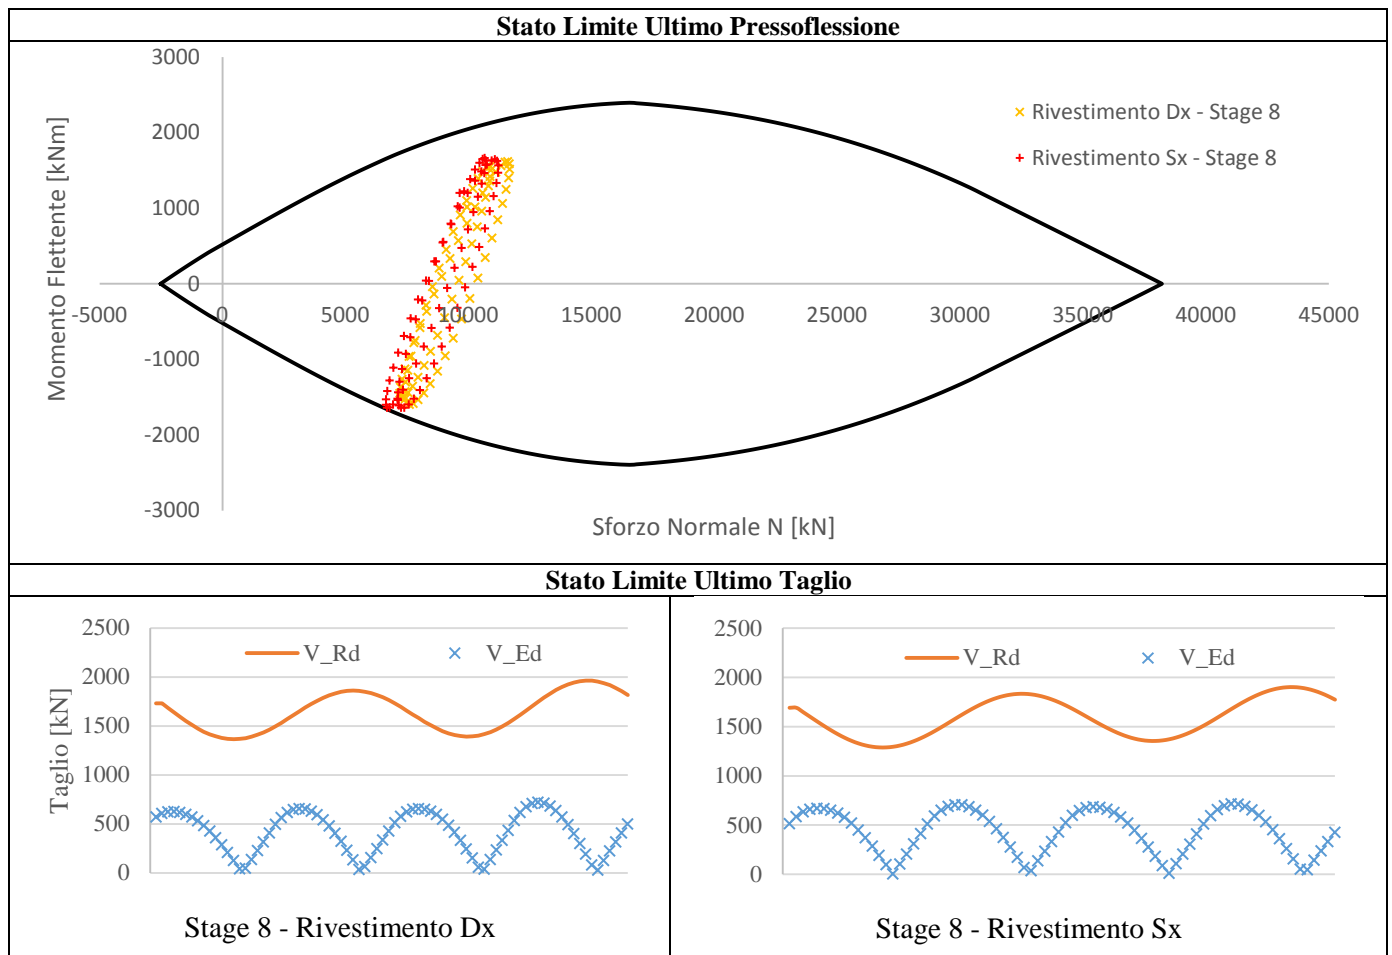 Stato Limite Ultimo Pressoflessione
Momento Flettente [kNm]
3000
2000
1000
0
-1000
-2000
-3000
-5000 0 5000 10000 15000 20000 25000 30000 35000 40000 45000
Rivestimento Dx - Stage 8
Rivestimento Sx - Stage 8
Sforzo Normale N [kN]
Stato Limite Ultimo Taglio
Taglio [kN]
2500
2000
1500
1000
500
0
V_Rd V_Ed
Stage 8 - Rivestimento Dx
2500
2000
1500
1000
500
0
V_Rd V_Ed
Stage 8 - Rivestimento Sx